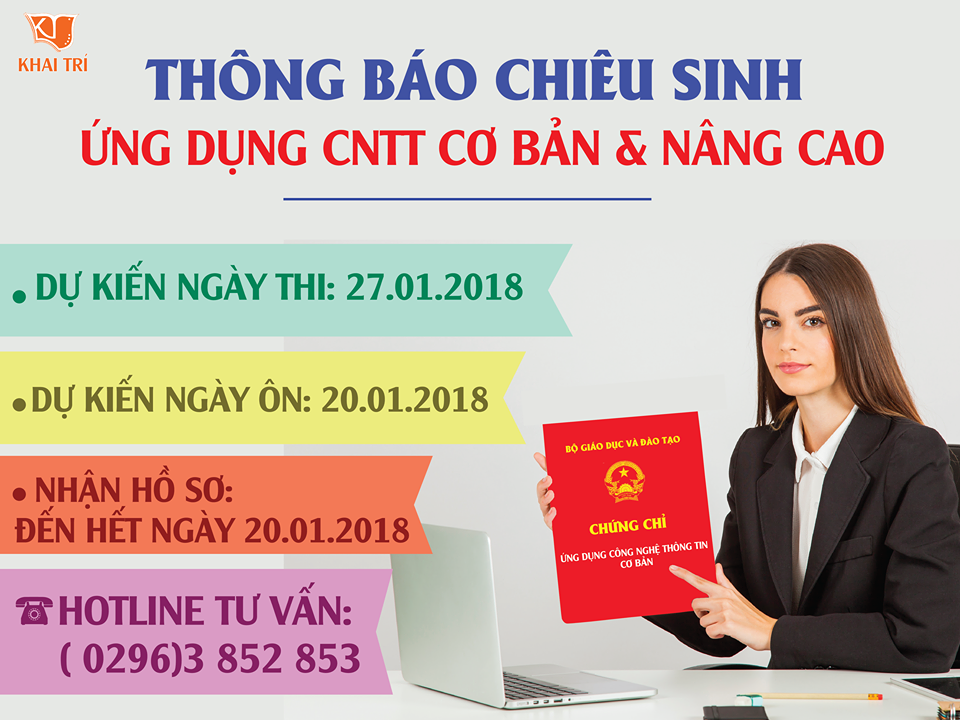 KHAI TRÍ
THÔNG BÁO CHIÊU SINH
ỨNG DỤNG CNTT CƠ BẢN & NÂNG CAO
• DỰ KIẾN NGÀY THI: 27.01.2018
• DỰ KIẾN NGÀY ÔN: 20.01.2018
• NHẬN HỒ SƠ:
ĐẾN HẾT NGÀY 20.01.2018
☎ HOTLINE TƯ VẤN:
( 0296)3 852 853
BỘ GIÁO DỤC VÀ ĐÀO TẠO
CHỨNG CHỈ
ỨNG DỤNG CÔNG NGHỆ THÔNG TIN
CƠ BẢN